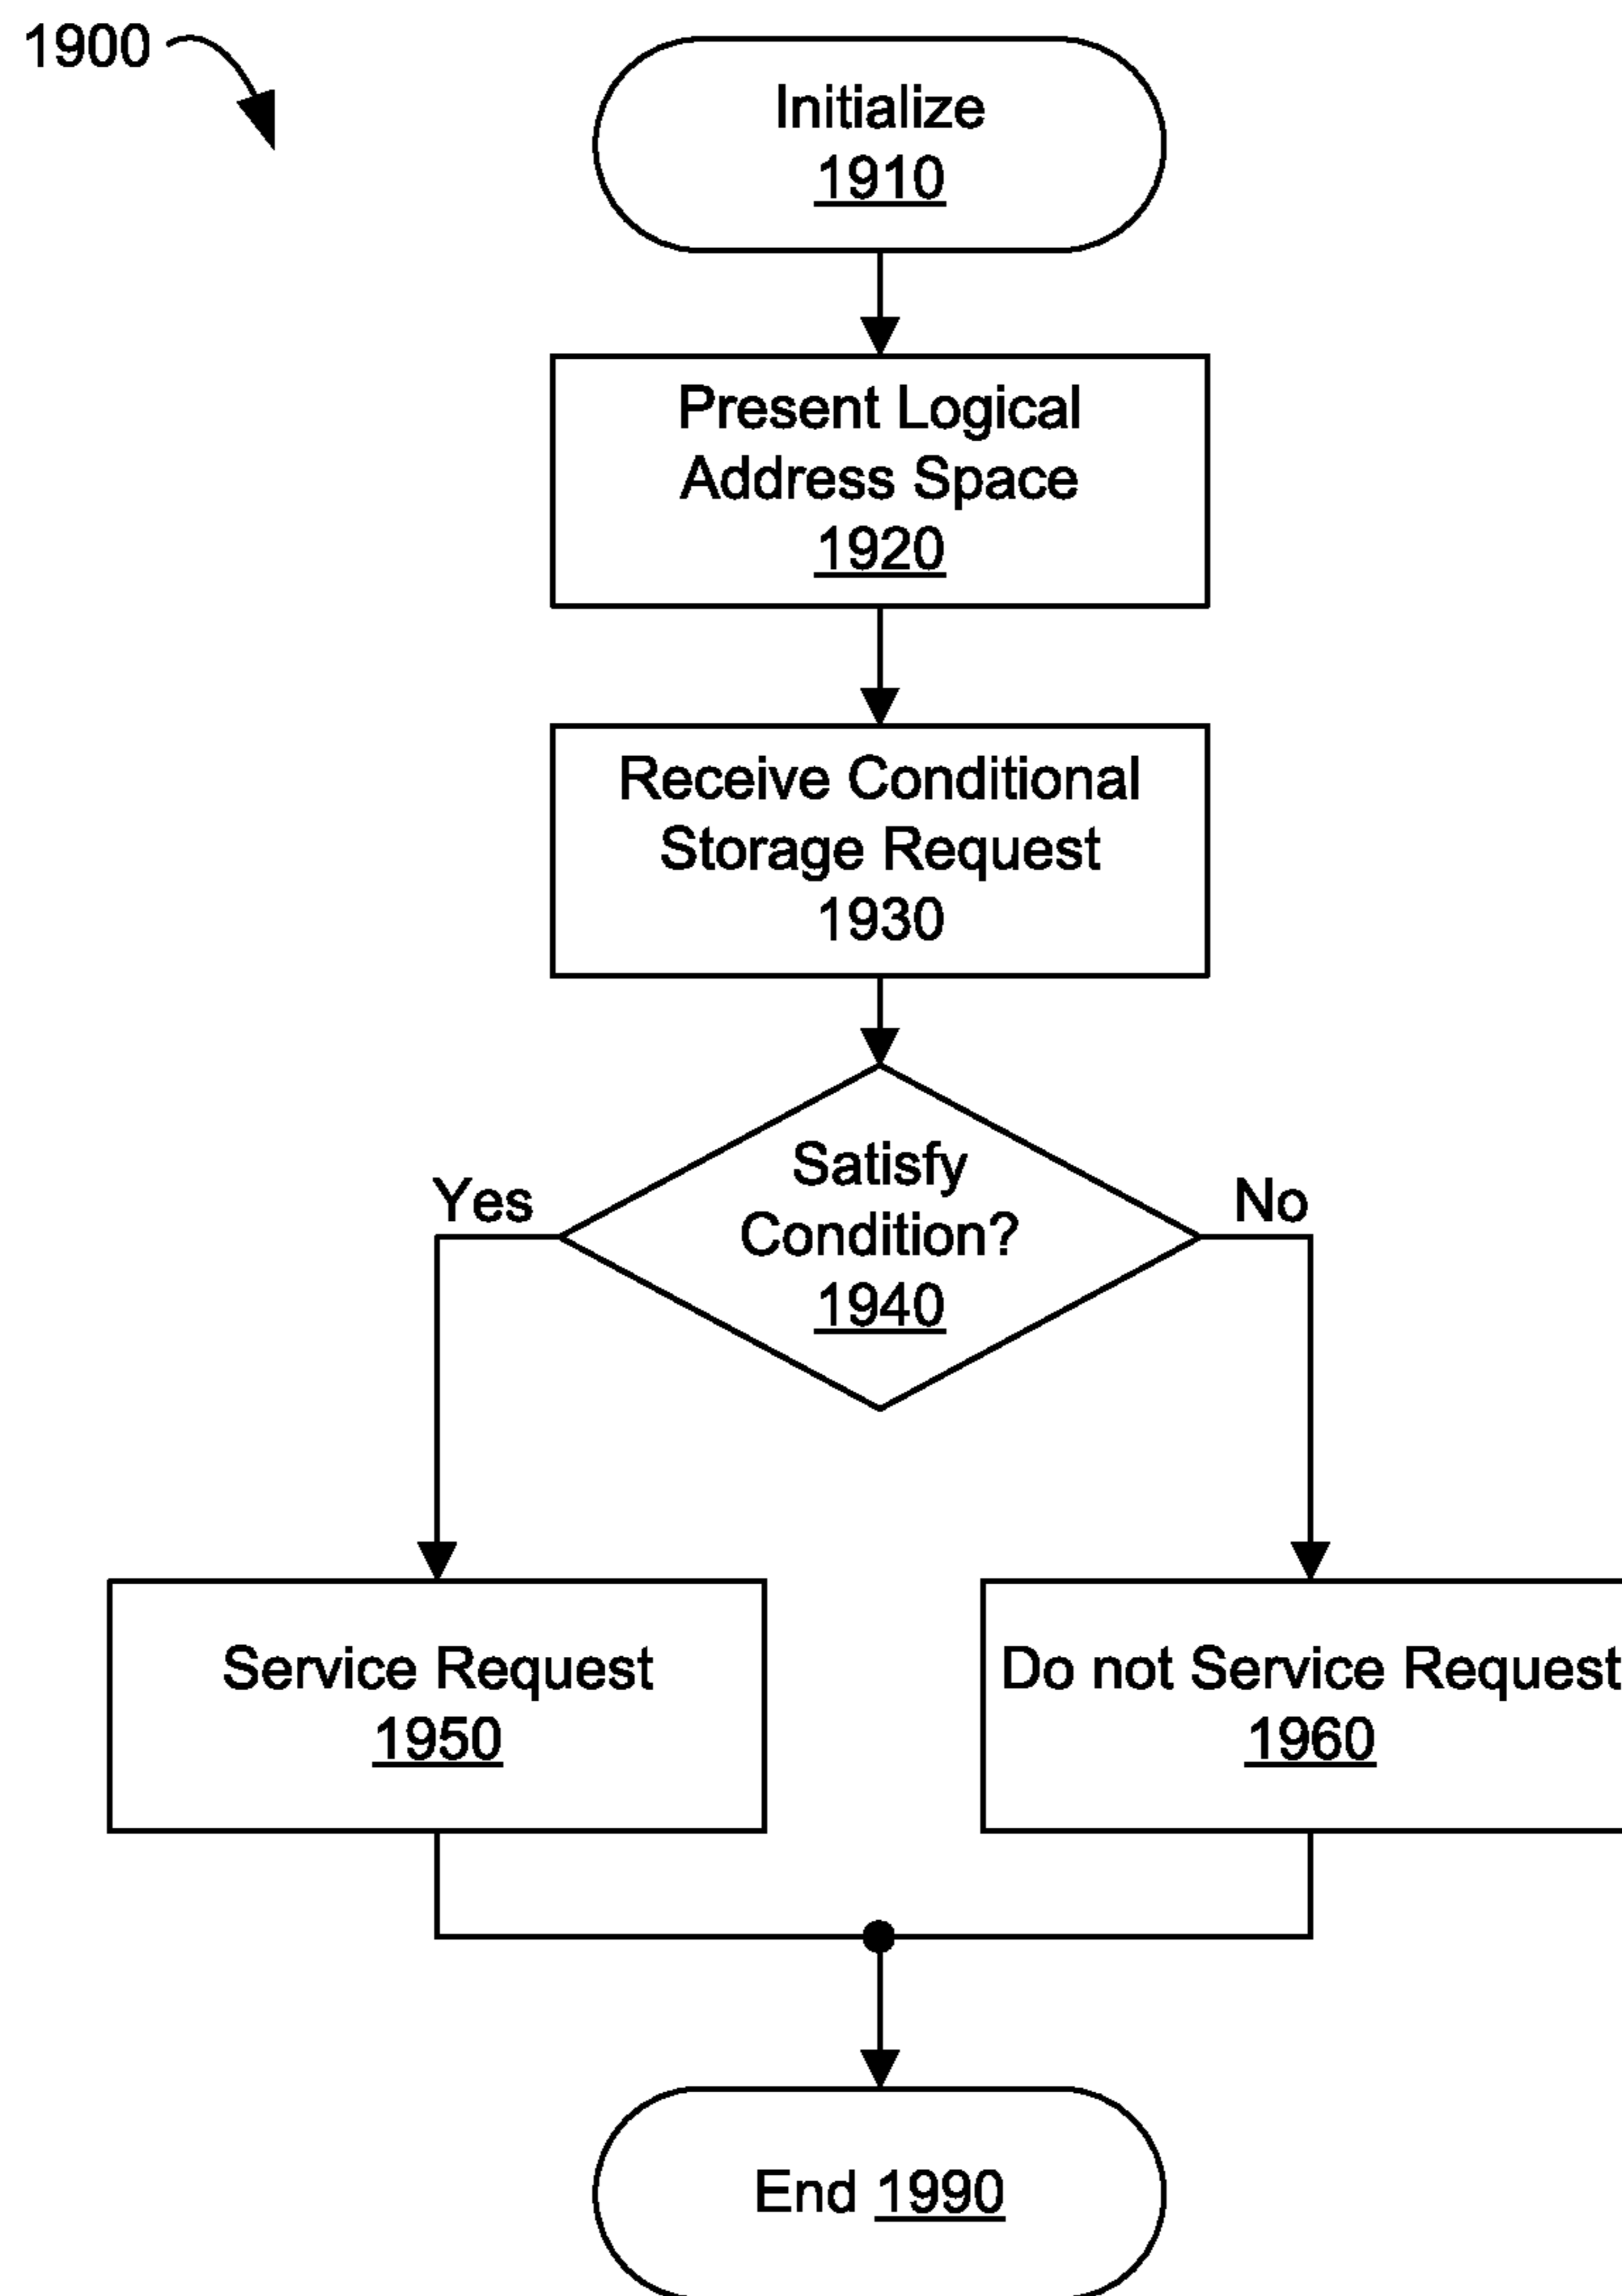 1900
Initialize
1910
Present Logical
Address Space
1920
Receive Conditional
Storage Request
1930
Satisfy
Condition?
1940
Yes
No
Service Request
1950
Do not Service Request
1960
End 1990